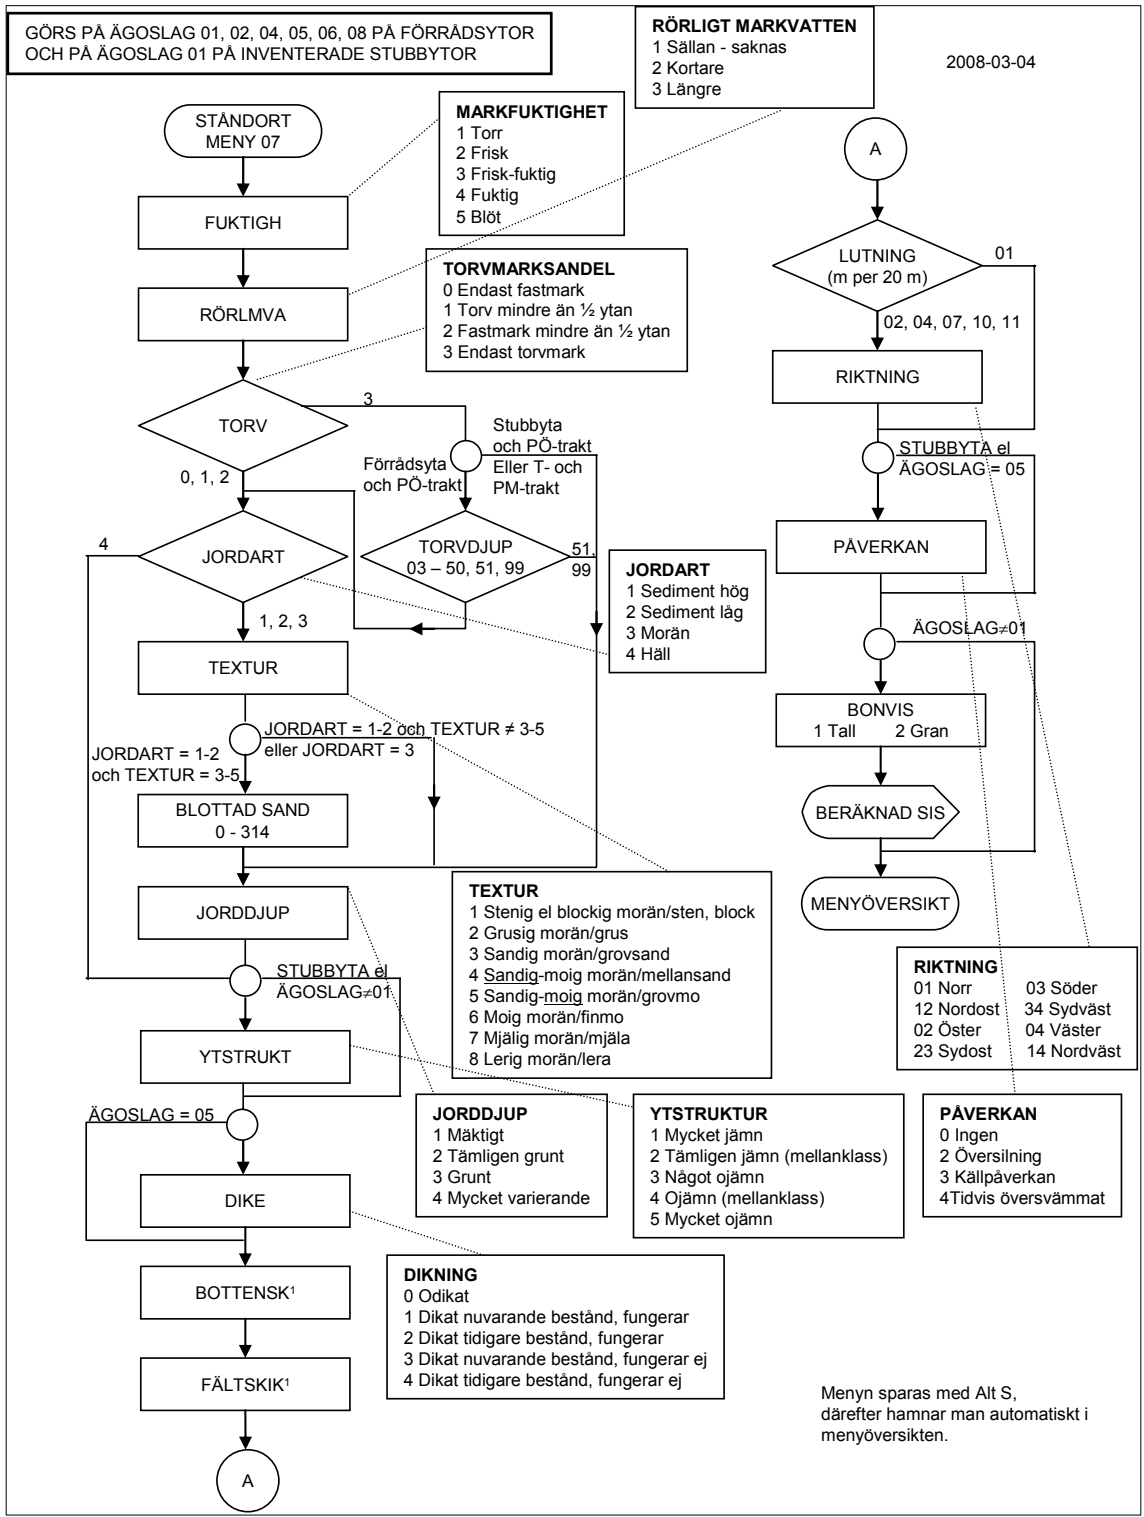 GÖRS PÅ ÄGOSLAG 01, 02, 04, 05, 06, 08 PÅ FÖRRÅDSYTOR
OCH PÅ ÄGOSLAG 01 PÅ INVENTERADE STUBBYTOR
RÖRLIGT MARKVATTEN
1 Sällan - saknas
2 Kortare
3 Längre
2008-03-04
STÅNDORT
MENY 07
MARKFUKTIGHET
1 Torr
2 Frisk
3 Frisk-fuktig
4 Fuktig
5 Blöt
FUKTIGH
RÖRLMVA
TORVMARKSANDEL
0 Endast fastmark
1 Torv mindre än ½ ytan
2 Fastmark mindre än ½ ytan
3 Endast torvmark
TORV
3
0, 1, 2
Förrådsyta
och PÖ-trakt
Stubbyta
och PÖ-trakt
Eller T- och
PM-trakt
JORDART
4
TORVDJUP
03 – 50, 51, 99
51,
99
JORDART
1 Sediment hög
2 Sediment låg
3 Morän
4 Häll
1, 2, 3
TEXTUR
JORDART = 1-2 och TEXTUR ≠ 3-5
eller JORDART = 3
JORDART = 1-2
och TEXTUR = 3-5
BLOTTAD SAND
0 - 314
JORDDJUP
TEXTUR
1 Stenig el blockig morän/sten, block
2 Grusig morän/grus
3 Sandig morän/grovsand
4 Sandig-moig morän/mellansand
5 Sandig-moig morän/grovmo
6 Moig morän/finmo
7 Mjälig morän/mjäla
8 Lerig morän/lera
STUBBYTA el
ÄGOSLAG≠01
YTSTRUKT
ÄGOSLAG = 05
JORDDJUP
1 Mäktigt
2 Tämligen grunt
3 Grunt
4 Mycket varierande
YTSTRUKTUR
1 Mycket jämn
2 Tämligen jämn (mellanklass)
3 Något ojämn
4 Ojämn (mellanklass)
5 Mycket ojämn
DIKE
DIKNING
0 Odikat
1 Dikat nuvarande bestånd, fungerar
2 Dikat tidigare bestånd, fungerar
3 Dikat nuvarande bestånd, fungerar ej
4 Dikat tidigare bestånd, fungerar ej
BOTTENSK¹
FÄLTSKIK¹
A
A
LUTNING
(m per 20 m)
01
02, 04, 07, 10, 11
RIKTNING
STUBBYTA el
ÄGOSLAG = 05
PÅVERKAN
ÄGOSLAG≠01
BONVIS
1 Tall 2 Gran
BERÄKNAD SIS
MENYÖVERSIKT
RIKTNING
01 Norr 03 Söder
12 Nordost 34 Sydväst
02 Öster 04 Väster
23 Sydost 14 Nordväst
PÅVERKAN
0 Ingen
2 Översilning
3 Källpåverkan
4Tidvis översvämmat
Menyn sparas med Alt S,
därefter hamnar man automatiskt i
menyöversikten.